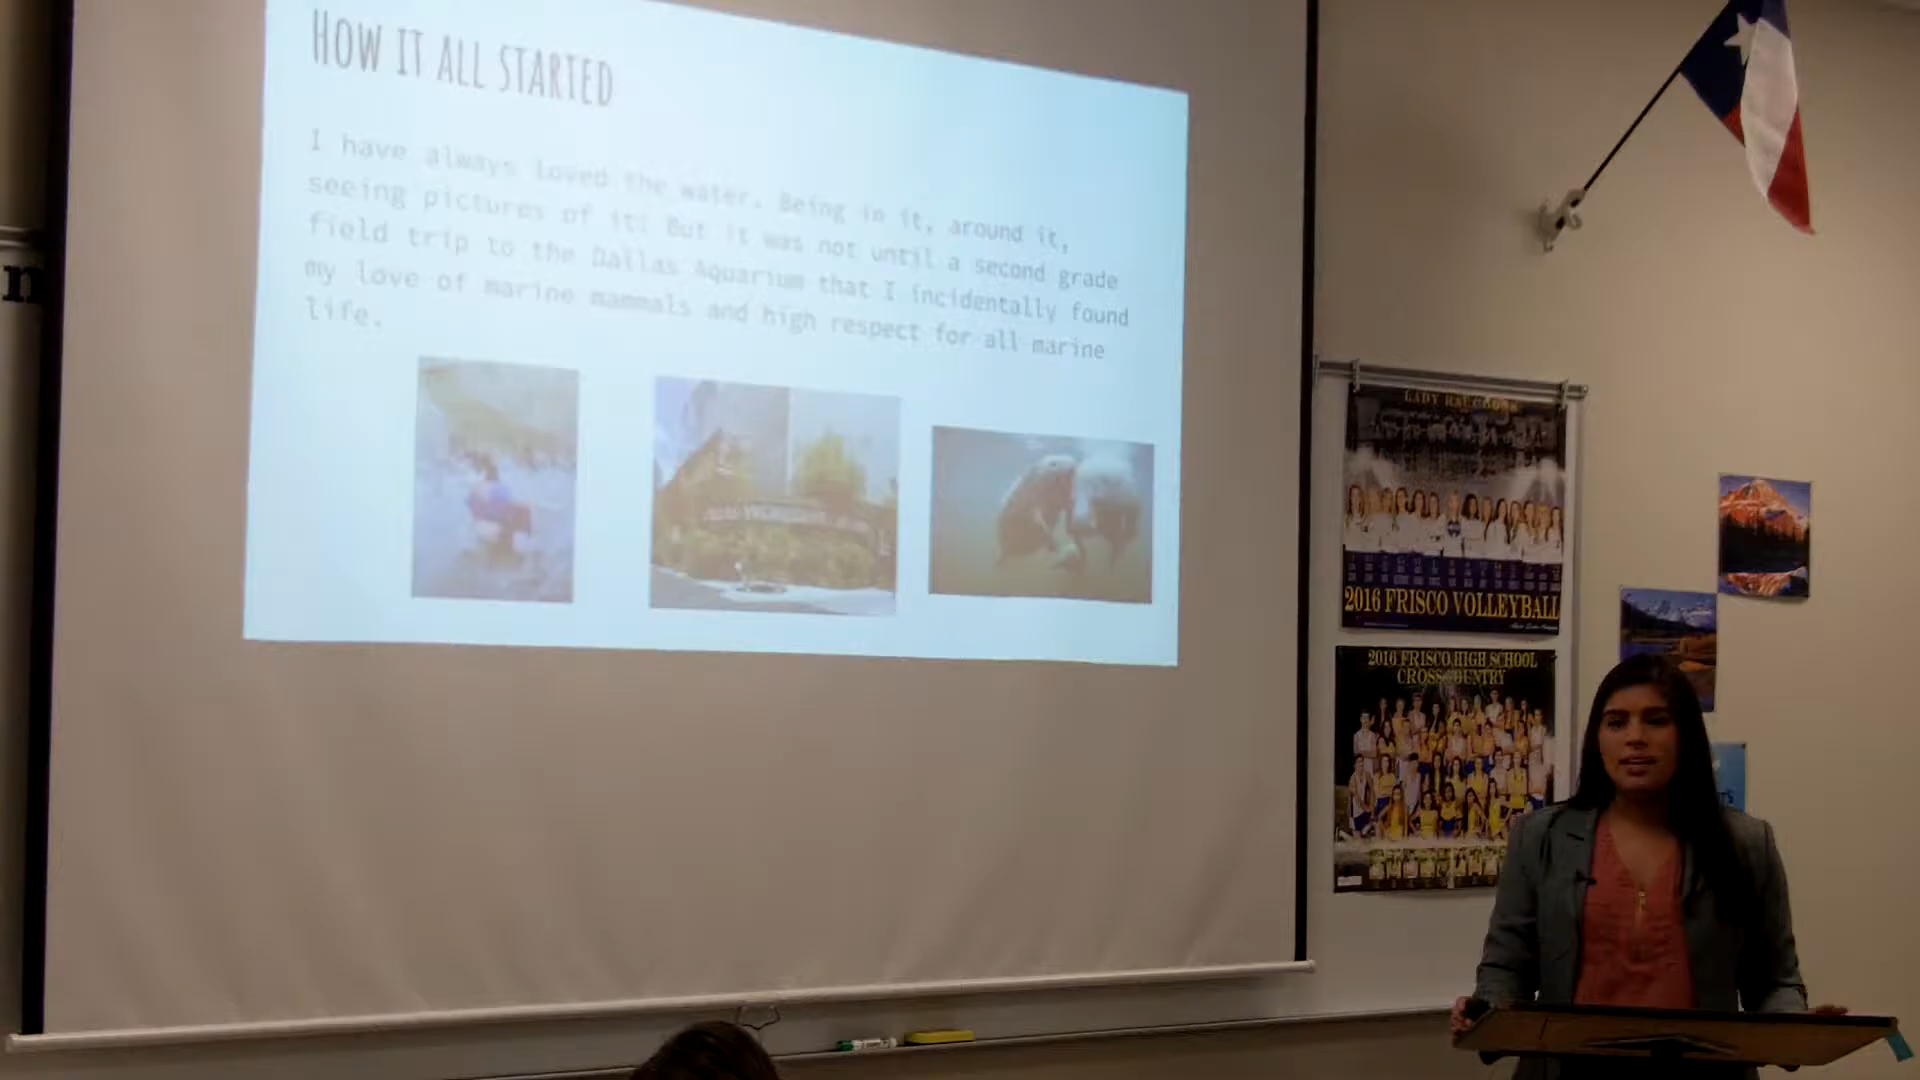 HOW IT ALL STARTED
I have always loved the water. Being in it, around it,
seeing pictures of it! But it was not until a second grade
field trip to the Dallas Aquarium that I incidentally found
my love of marine mammals and high respect for all marine
life.
n
LADY RACCOONS
2016 FRISCO VOLLEYBALL
2016 FRISCO HIGH SCHOOL
CROSS COUNTRY